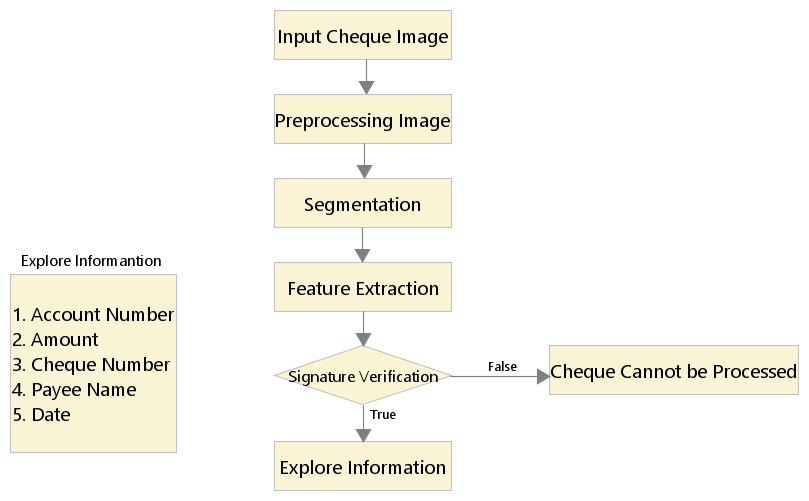 Input Cheque Image
Preprocessing Image
Segmentation
Feature Extraction
Signature Verification
False
Cheque Cannot be Processed
True
Explore Information
Explore Informantion
1. Account Number
2. Amount
3. Cheque Number
4. Payee Name
5. Date